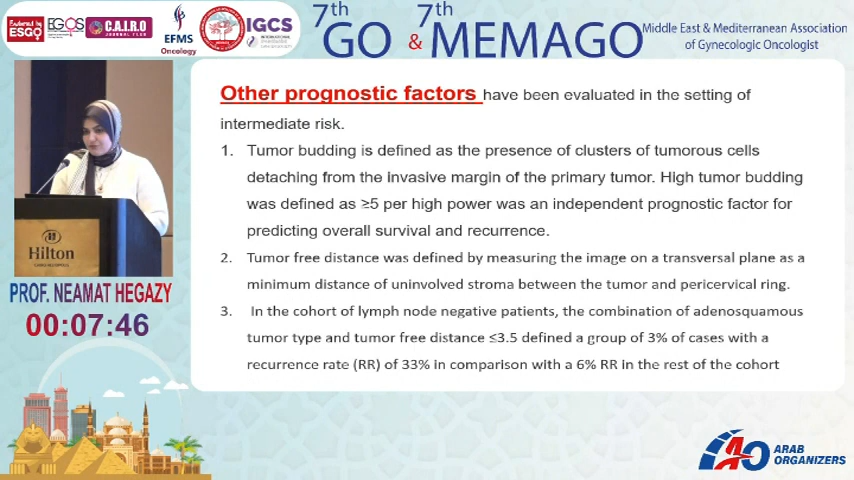 Endorsed by
ESGO
EGOS
C.A.I.R.O
JOURNAL CLUB
EFMS
Oncology
IGCS
7th
GO
&
7th
MEMAGO
Middle East & Mediterranean Association
of Gynecologic Oncologist
Other prognostic factors have been evaluated in the setting of
intermediate risk.
1. Tumor budding is defined as the presence of clusters of tumorous cells
detaching from the invasive margin of the primary tumor. High tumor budding
was defined as ≥5 per high power was an independent prognostic factor for
predicting overall survival and recurrence.
2. Tumor free distance was defined by measuring the image on a transversal plane as a
minimum distance of uninvolved stroma between the tumor and pericervical ring.
3. In the cohort of lymph node negative patients, the combination of adenosquamous
tumor type and tumor free distance ≤3.5 defined a group of 3% of cases with a
recurrence rate (RR) of 33% in comparison with a 6% RR in the rest of the cohort
Hilton
PROF. NEAMAT HEGAZY
00:07:46
AO ARAB
ORGANIZERS